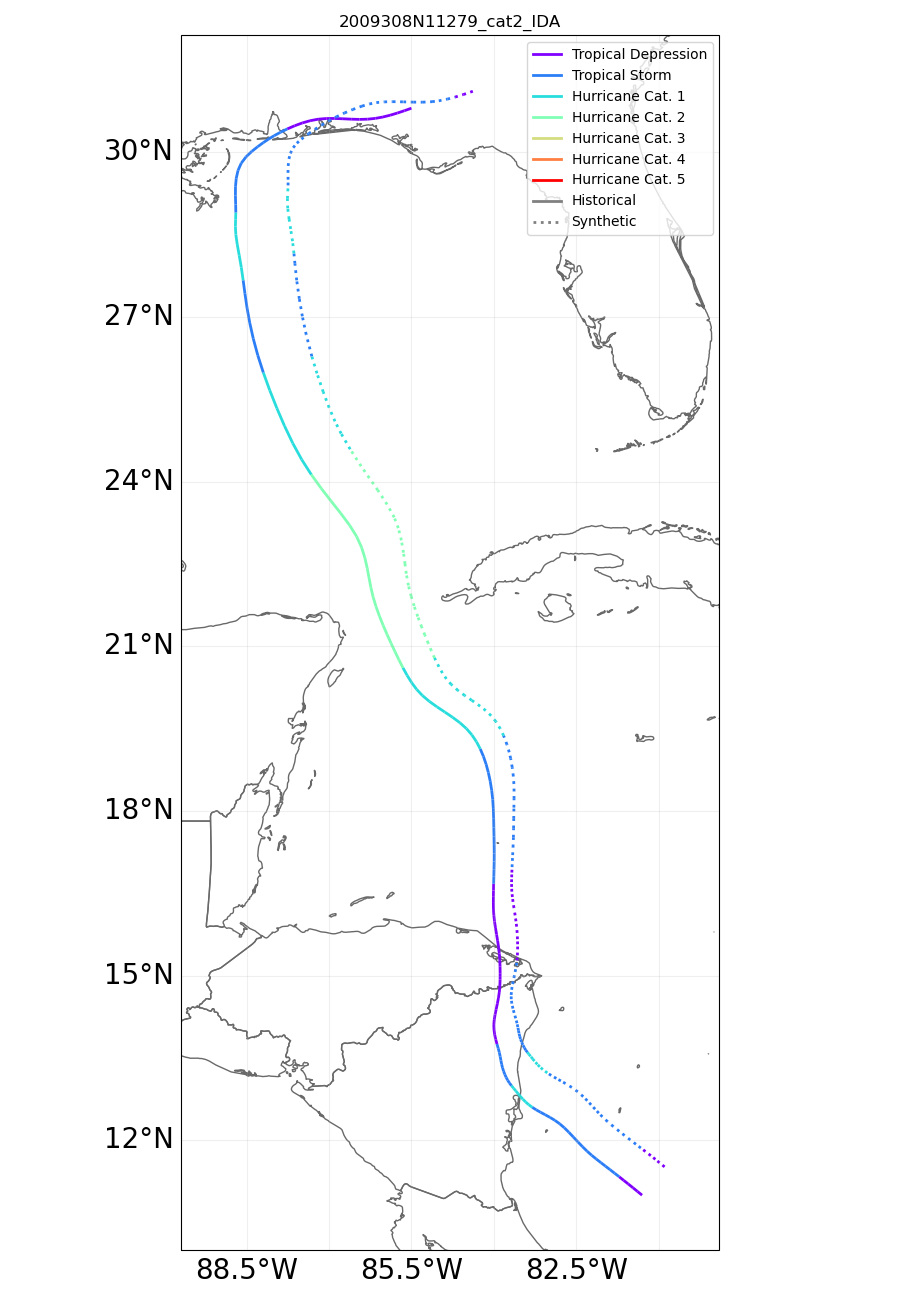 2009308N11279_cat2_IDA
Tropical Depression
Tropical Storm
Hurricane Cat. 1
Hurricane Cat. 2
Hurricane Cat. 3
Hurricane Cat. 4
Hurricane Cat. 5
Historical
Synthetic
30°N
27°N
24°N
21°N
18°N
15°N
12°N
88.5°W 85.5°W 82.5°W